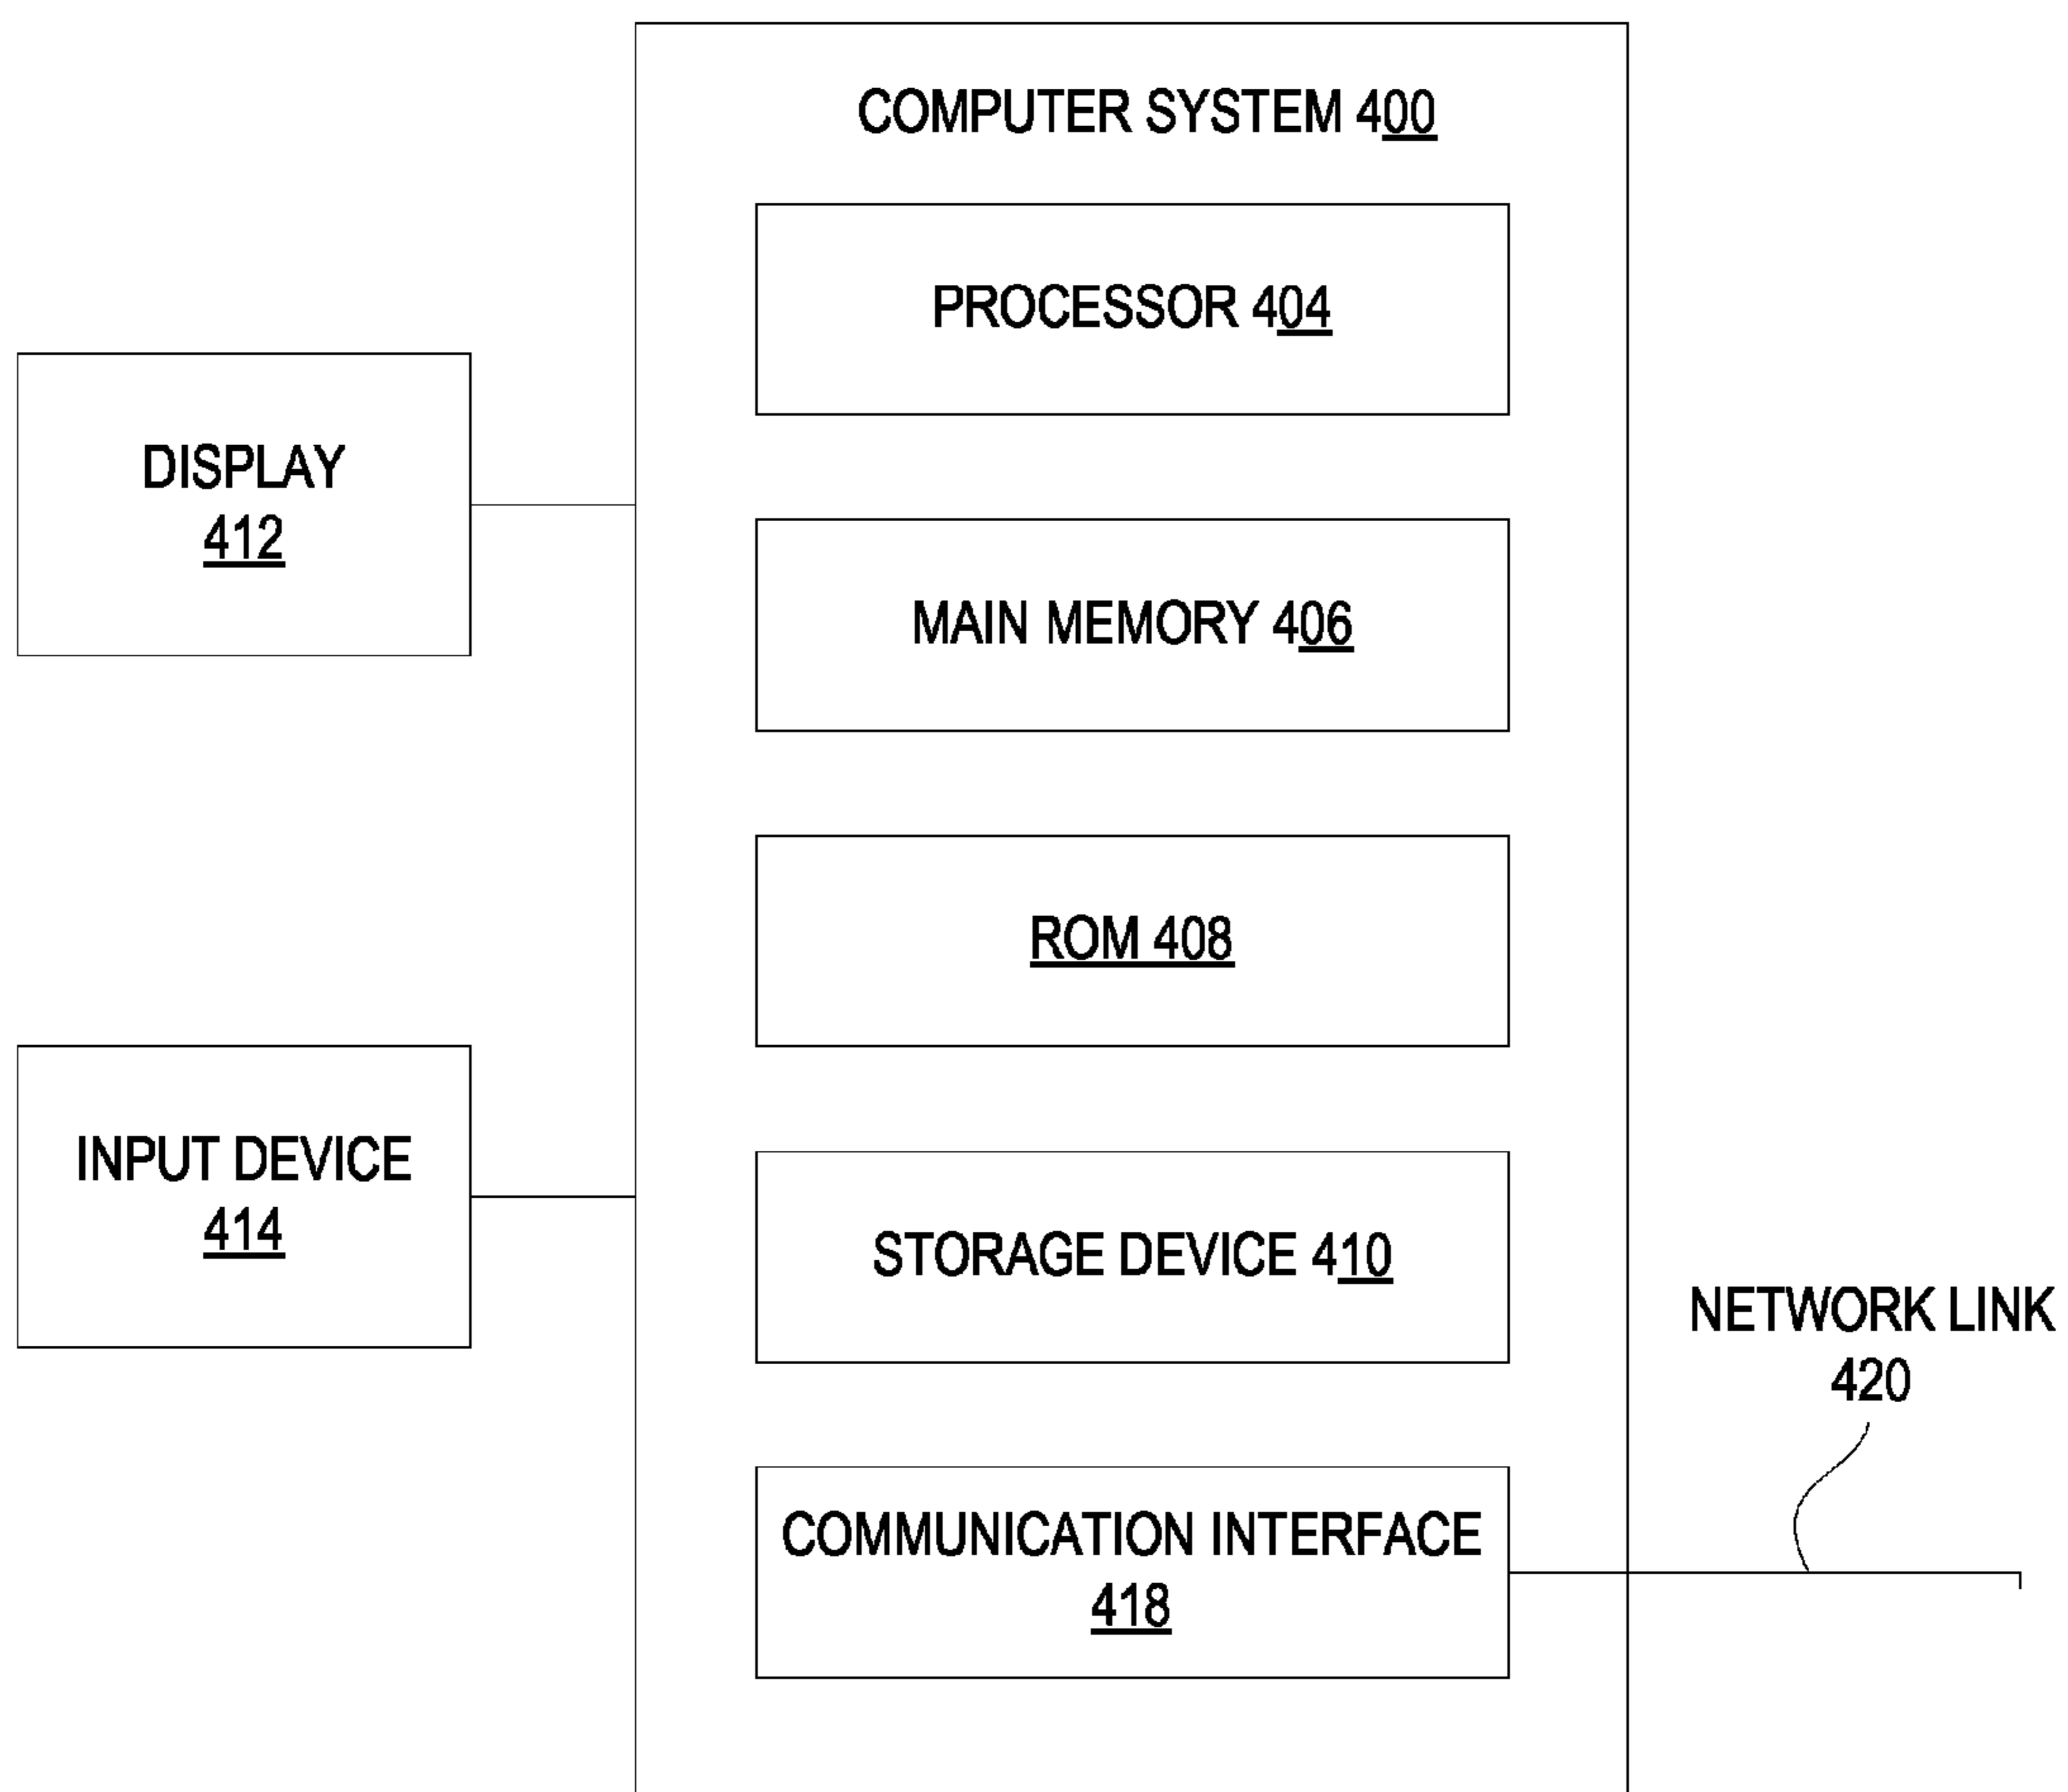 COMPUTER SYSTEM 400
PROCESSOR 404
DISPLAY
412
MAIN MEMORY 406
ROM 408
INPUT DEVICE
414
STORAGE DEVICE 410
NETWORK LINK
420
COMMUNICATION INTERFACE
418